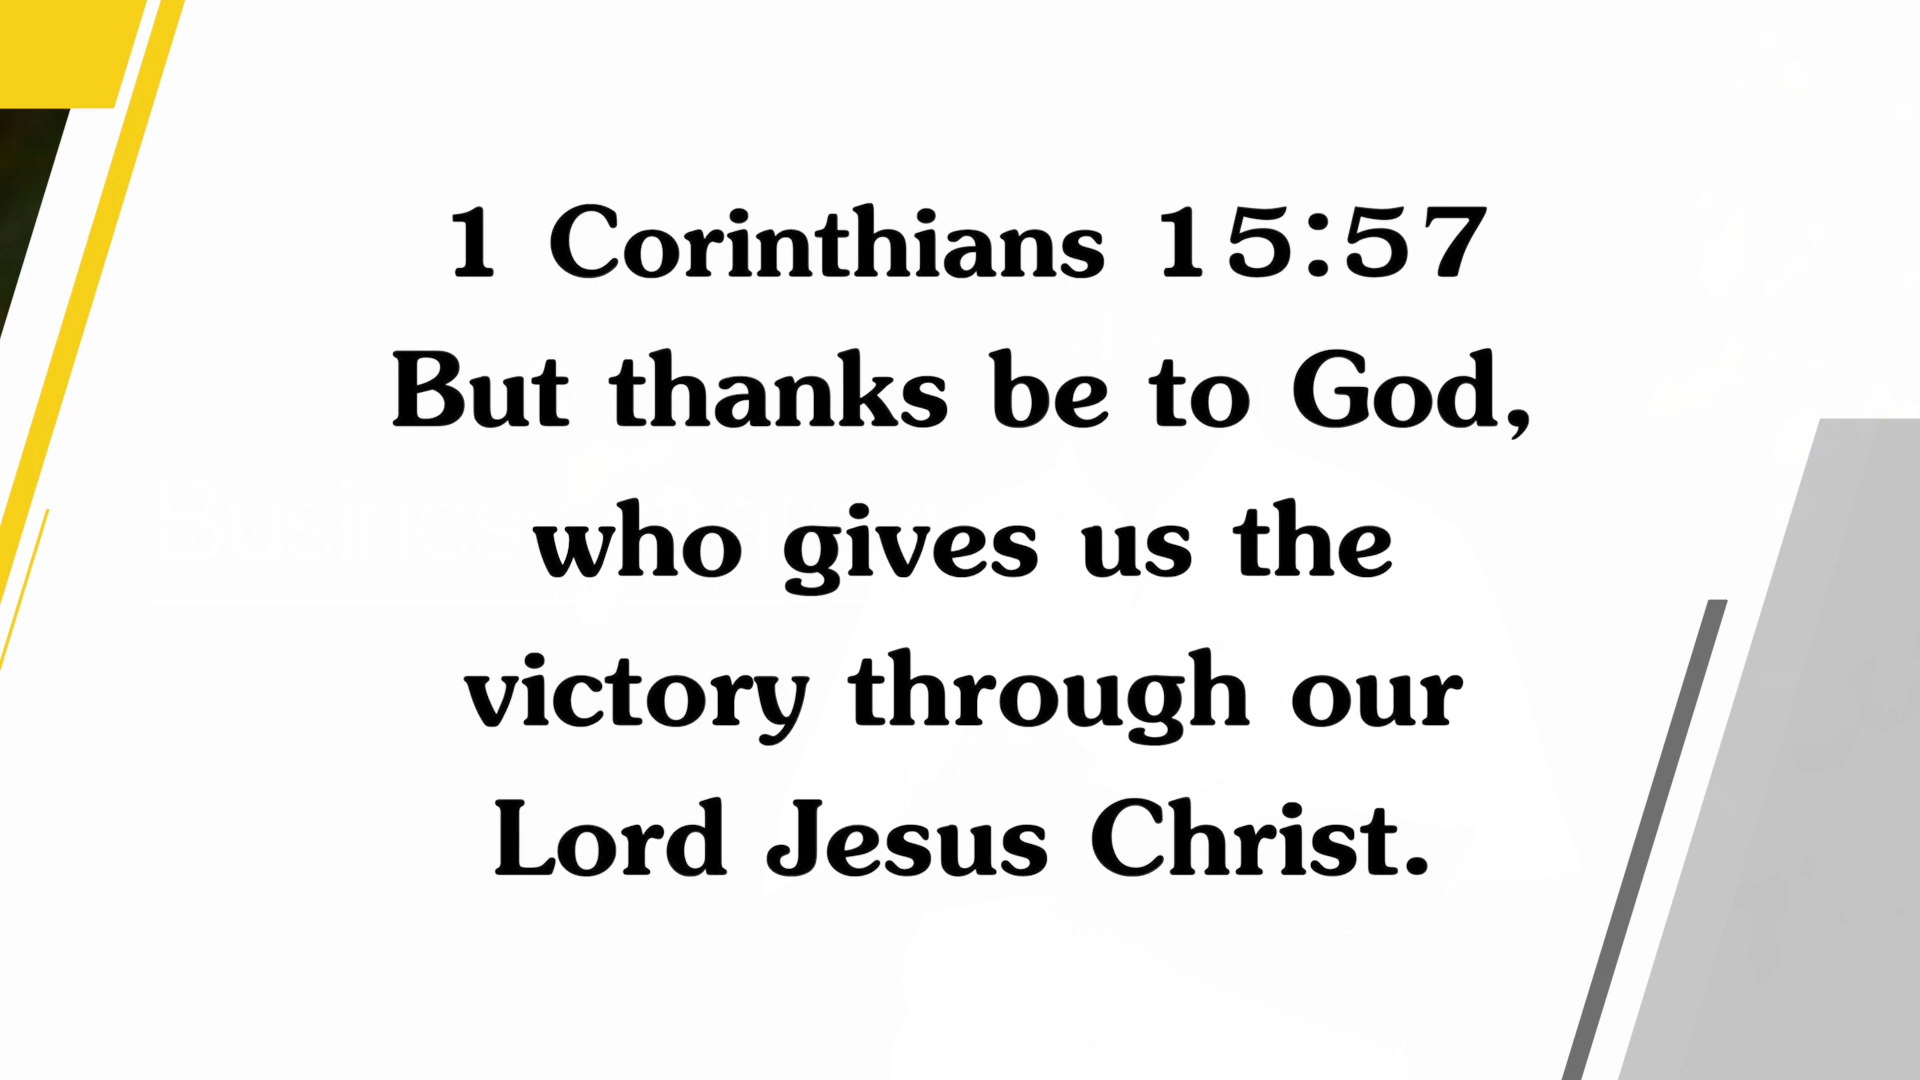 1 Corinthians 15:57
But thanks be to God,
who gives us the
victory through our
Lord Jesus Christ.